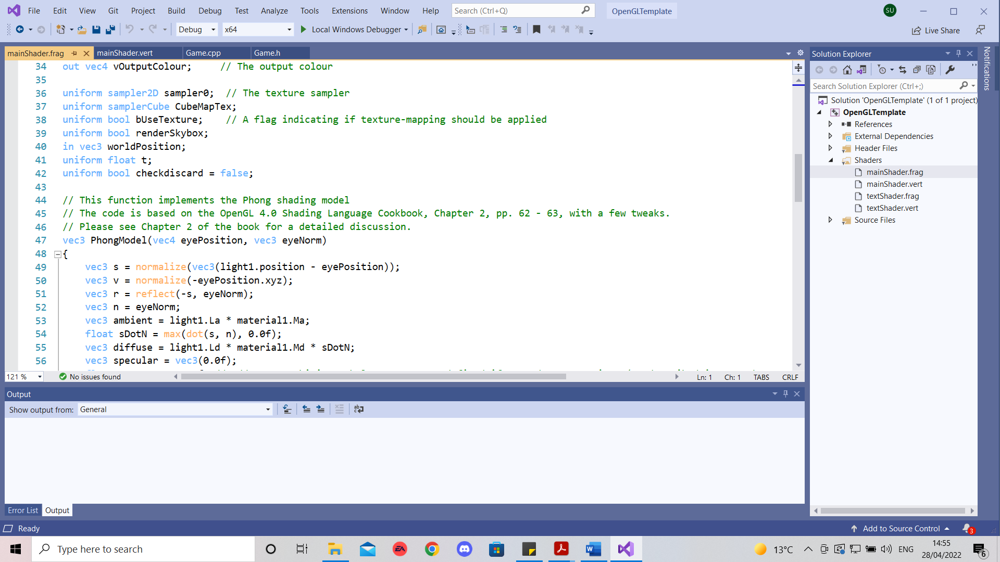 File Edit View Git Project Build Debug Test Analyze Tools Extensions Window Help Search (Ctrl+Q) OpenGLTemplate SU
Debug x64 Local Windows Debugger Live Share
mainShader.frag mainShader.vert Game.cpp Game.h
34 out vec4 vOutputColour; // The output colour
35
36 uniform sampler2D sampler0; // The texture sampler
37 uniform samplerCube CubeMapTex;
38 uniform bool bUseTexture; // A flag indicating if texture-mapping should be applied
39 uniform bool renderSkybox;
40 in vec3 worldPosition;
41 uniform float t;
42 uniform bool checkdiscard = false;
43
44 // This function implements the Phong shading model
45 // The code is based on the OpenGL 4.0 Shading Language Cookbook, Chapter 2, pp. 62 - 63, with a few tweaks.
46 // Please see Chapter 2 of the book for a detailed discussion.
47 vec3 PhongModel(vec4 eyePosition, vec3 eyeNorm)
48 {
49 vec3 s = normalize(vec3(light1.position - eyePosition));
50 vec3 v = normalize(-eyePosition.xyz);
51 vec3 r = reflect(-s, eyeNorm);
52 vec3 n = eyeNorm;
53 vec3 ambient = light1.La * material1.Ma;
54 float sDotN = max(dot(s, n), 0.0f);
55 vec3 diffuse = light1.Ld * material1.Md * sDotN;
56 vec3 specular = vec3(0.0f);
121 % No issues found Ln: 1 Ch: 1 TABS CRLF
Output
Show output from: General
Error List Output
Solution Explorer
Search Solution Explorer (Ctrl+;)
Solution 'OpenGLTemplate' (1 of 1 project)
OpenGLTemplate
References
External Dependencies
Header Files
Shaders
mainShader.frag
mainShader.vert
textShader.frag
textShader.vert
Source Files
Notifications
Ready Add to Source Control 3
Type here to search 13°C ENG 14:55
28/04/2022 6